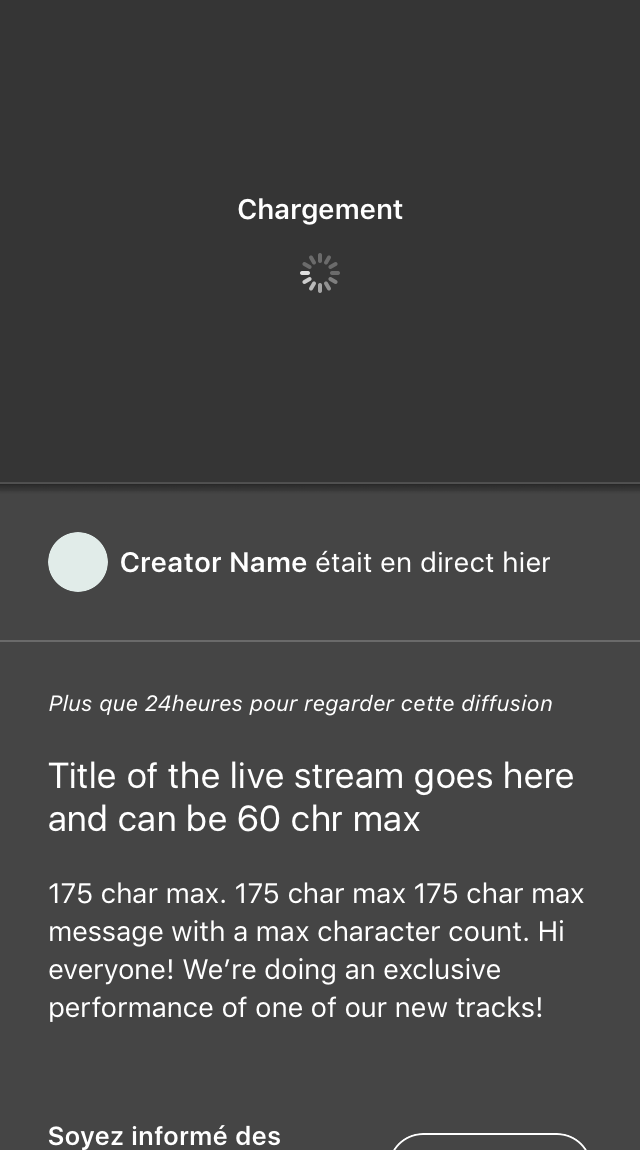 Chargement
Creator Name était en direct hier
Plus que 24heures pour regarder cette diffusion
Title of the live stream goes here
and can be 60 chr max
175 char max. 175 char max 175 char max
message with a max character count. Hi
everyone! We’re doing an exclusive
performance of one of our new tracks!
Soyez informé des